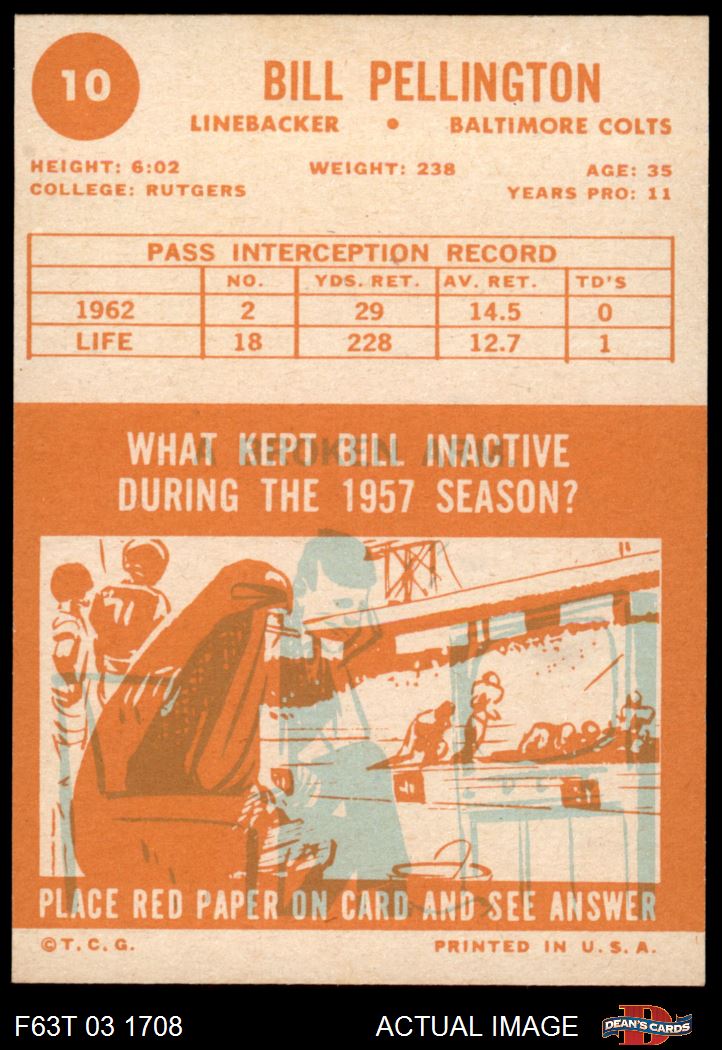 10
BILL PELLINGTON
LINEBACKER • BALTIMORE COLTS
HEIGHT: 6:02 WEIGHT: 238 AGE: 35
COLLEGE: RUTGERS YEARS PRO: 11
PASS INTERCEPTION RECORD
NO. YDS. RET. AV. RET. TD'S
1962 2 29 14.5 0
LIFE 18 228 12.7 1
WHAT KEPT BILL INACTIVE
A BROKEN ARM.
DURING THE 1957 SEASON?
71
PLACE RED PAPER ON CARD AND SEE ANSWER
©T.C.G. PRINTED IN U.S.A.
F63T 03 1708 ACTUAL IMAGE DEAN'S CARDS